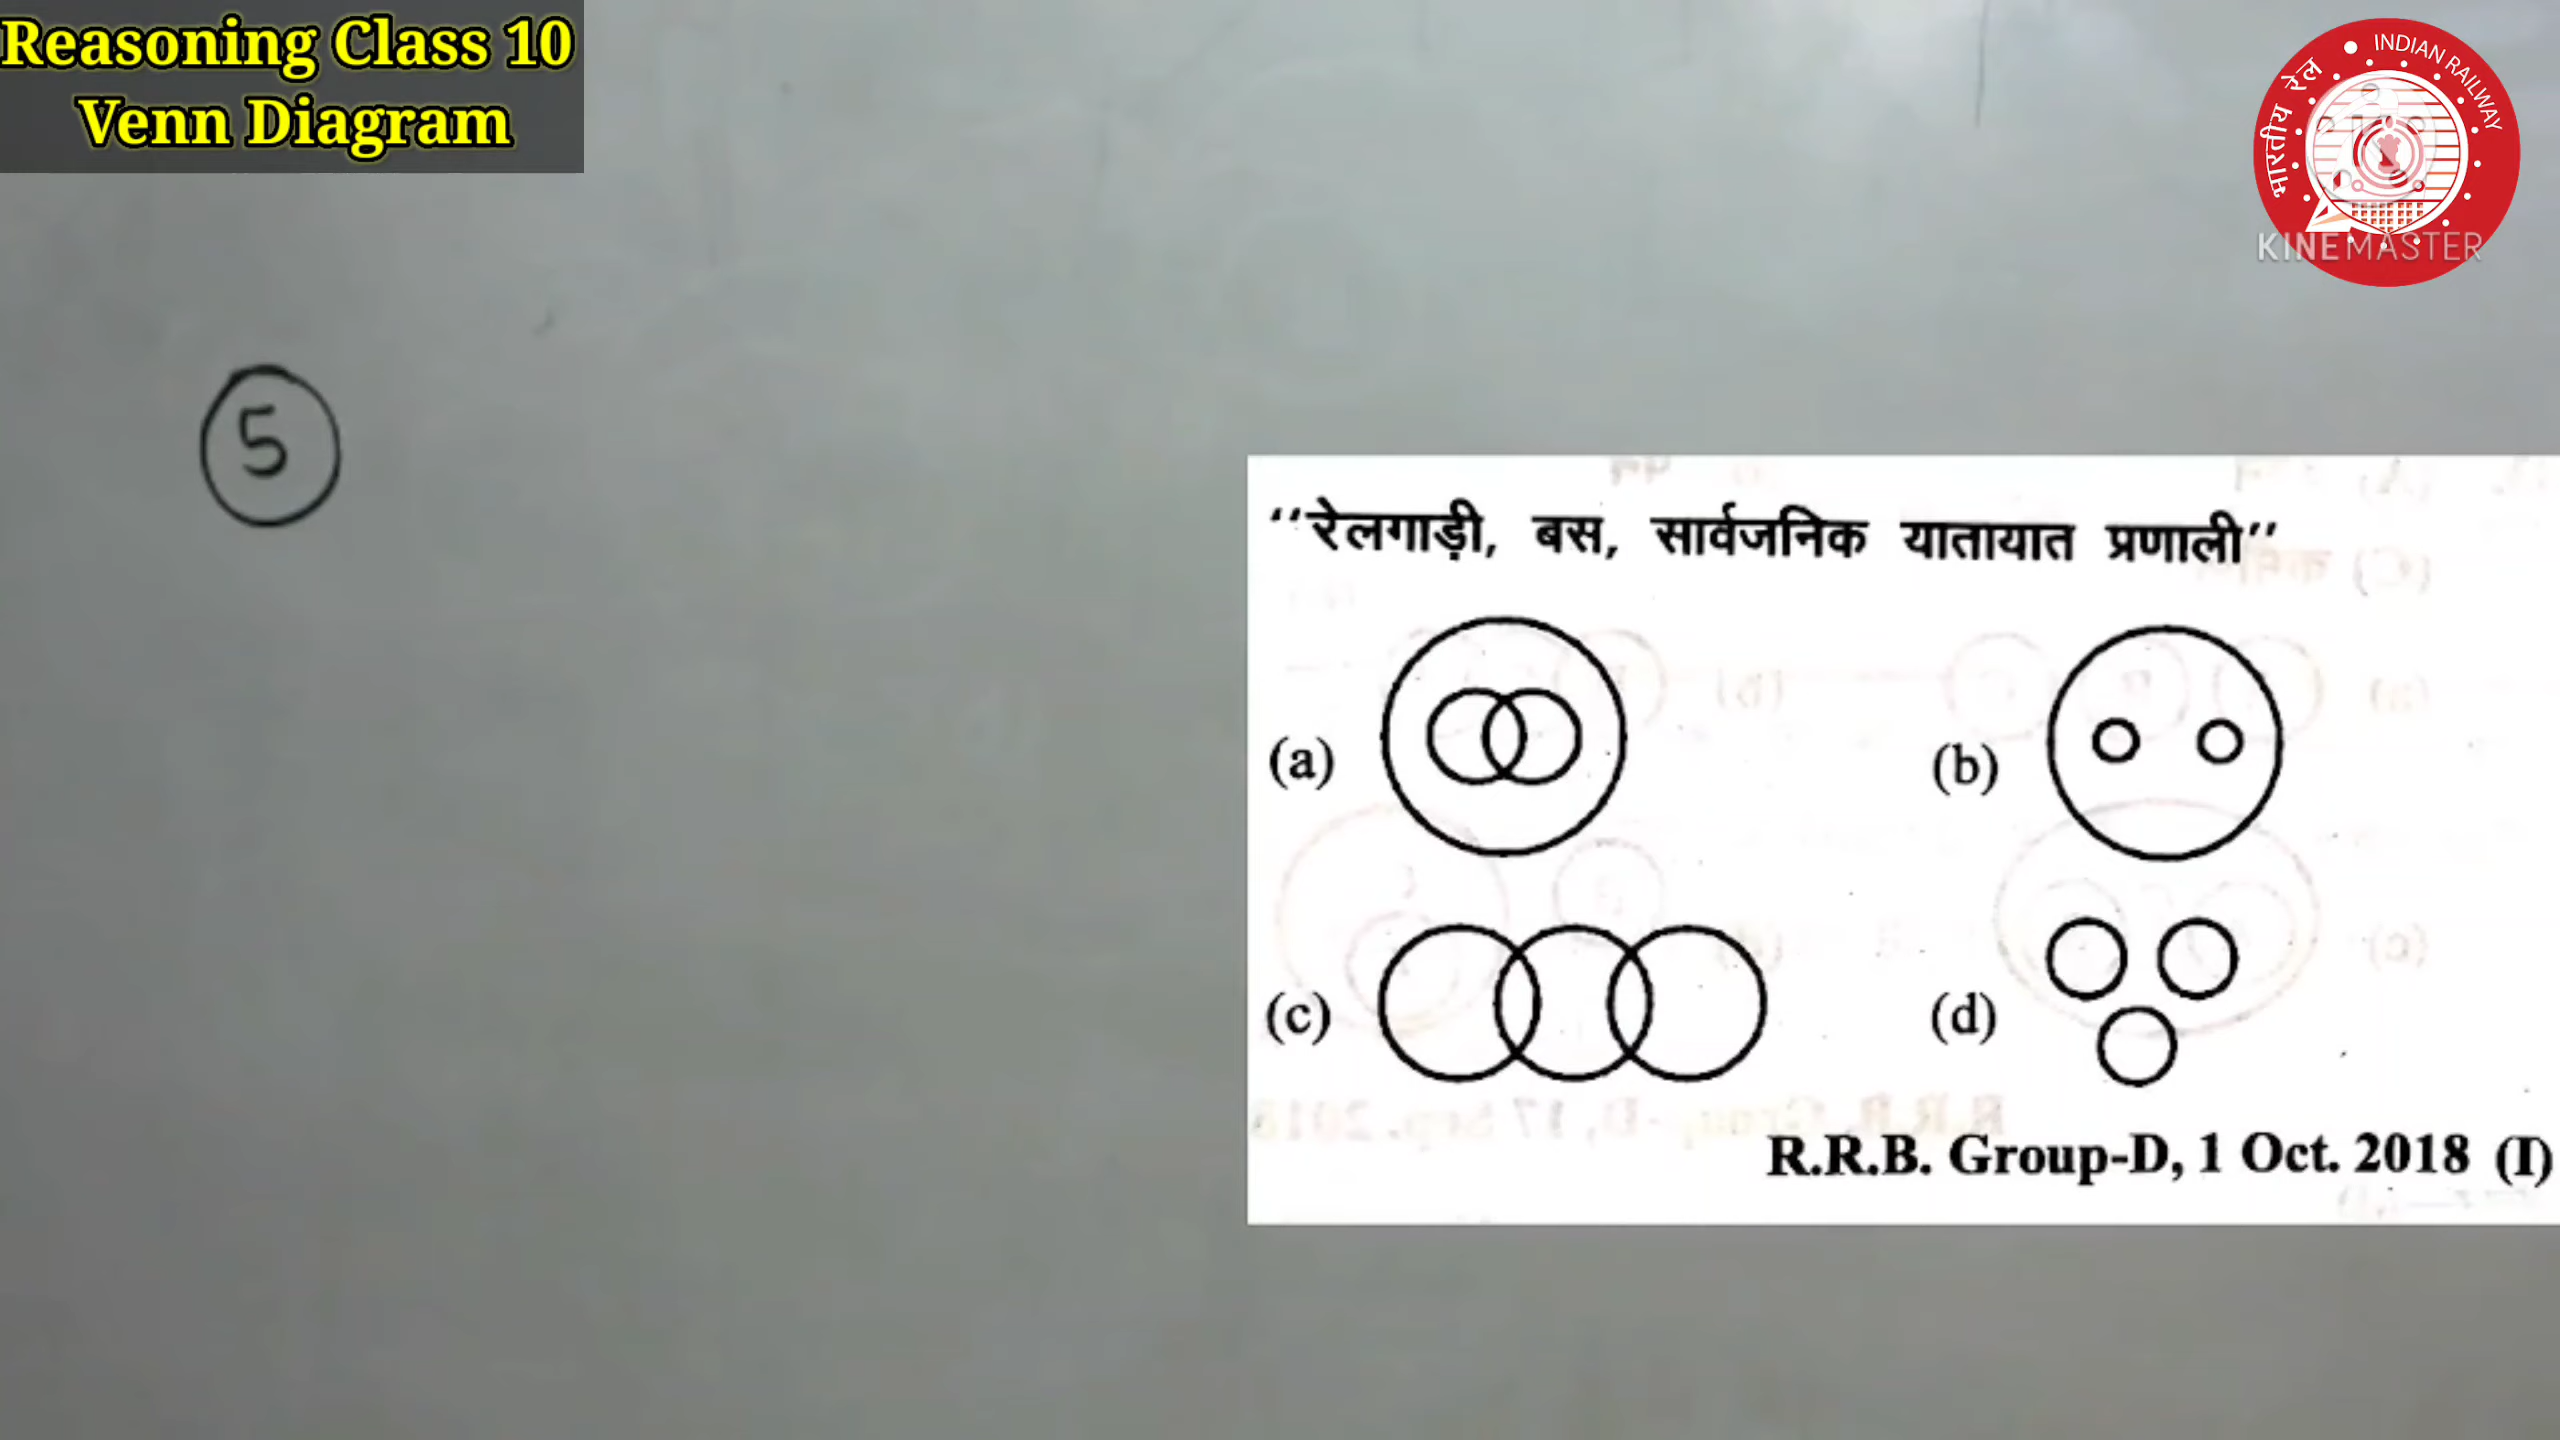 Reasoning Class 10
Venn Diagram
INDIAN RAILWAY
भारतीय रेल
KINEMASTER
5
“रेलगाड़ी, बस, सार्वजनिक यातायात प्रणाली”
(a)
(b)
(c)
(d)
R.R.B. Group-D, 1 Oct. 2018 (I)